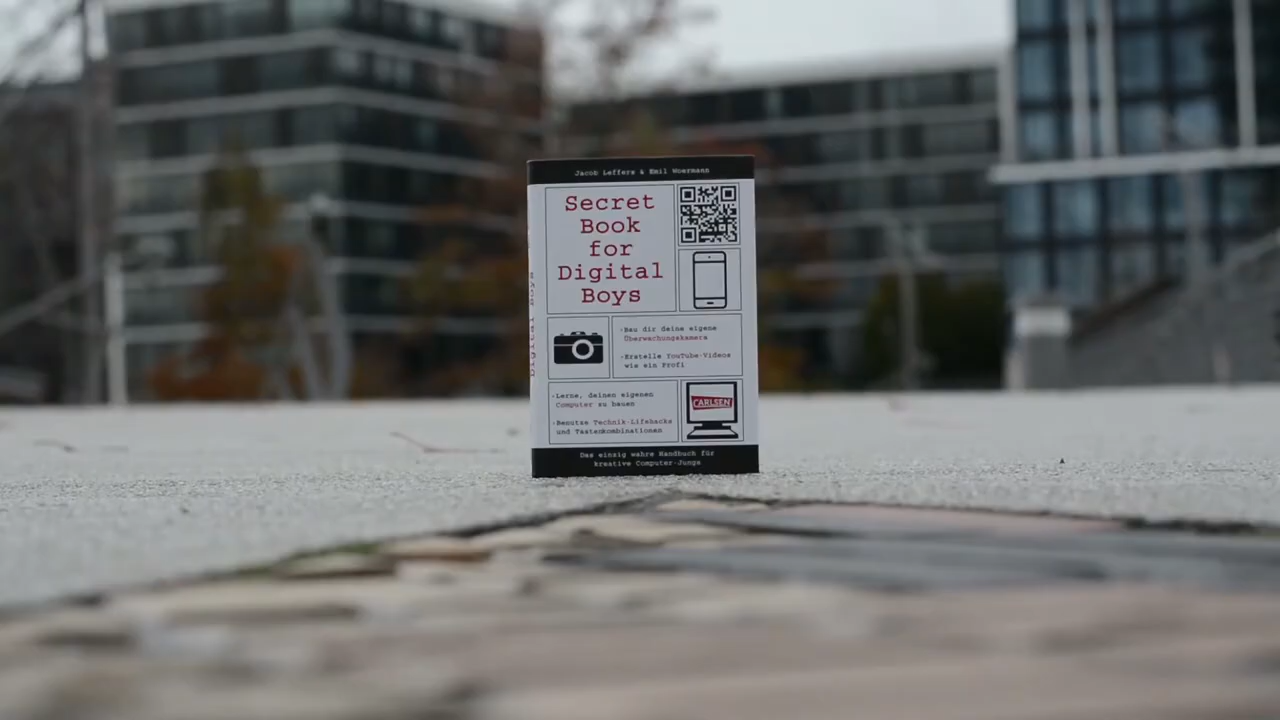 Jacob Leffers & Emil Woermann
Secret
Book
for
Digital
Boys
Digital Boys
·Bau dir deine eigene
Überwachungskamera
·Erstelle YouTube-Videos
wie ein Profi
·Lerne, deinen eigenen
Computer zu bauen
·Benutze Technik-Lifehacks
und Tastenkombinationen
CARLSEN
Das einzig wahre Handbuch für
kreative Computer-Jungs